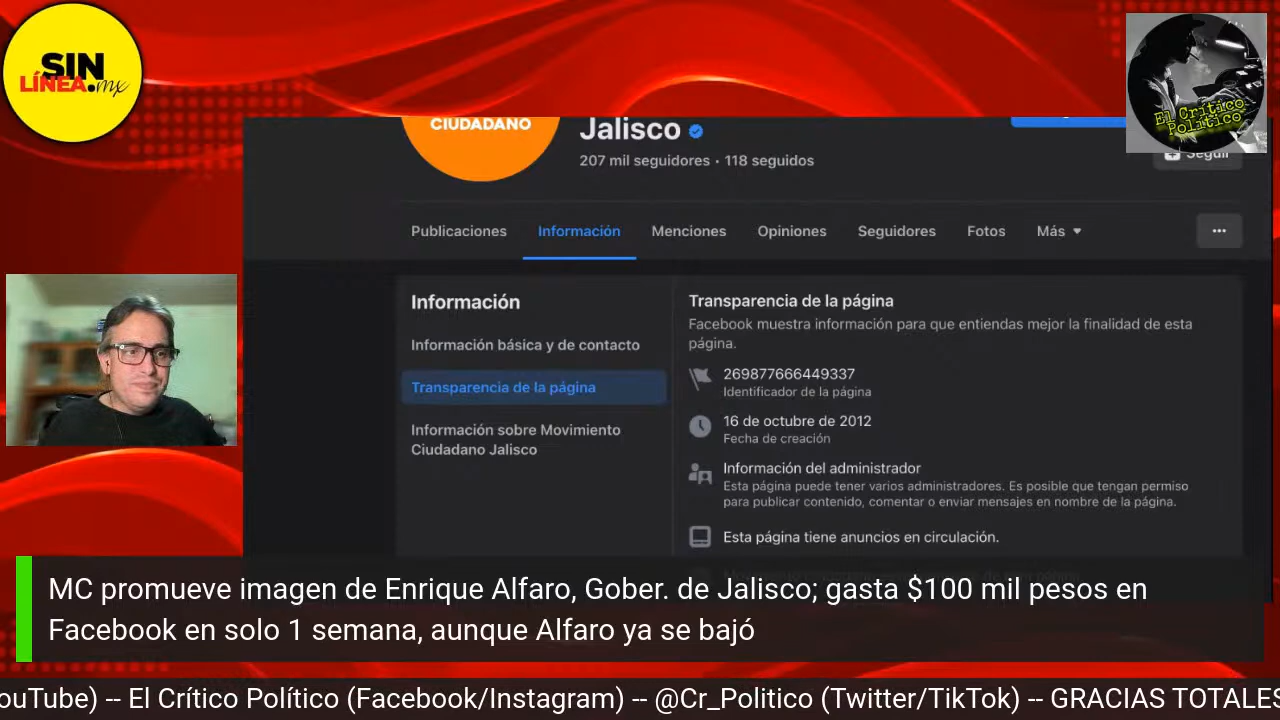 SIN
LÍNEA.mx
El Crítico
Político
CIUDADANO
Jalisco
207 mil seguidores · 118 seguidos
Seguir
Publicaciones
Información
Menciones
Opiniones
Seguidores
Fotos
Más
Información
Información básica y de contacto
Transparencia de la página
Información sobre Movimiento
Ciudadano Jalisco
Transparencia de la página
Facebook muestra información para que entiendas mejor la finalidad de esta
página.
269877666449337
Identificador de la página
16 de octubre de 2012
Fecha de creación
Información del administrador
Esta página puede tener varios administradores. Es posible que tengan permiso
para publicar contenido, comentar o enviar mensajes en nombre de la página.
Esta página tiene anuncios en circulación.
MC promueve imagen de Enrique Alfaro, Gober. de Jalisco; gasta $100 mil pesos en
Facebook en solo 1 semana, aunque Alfaro ya se bajó
ouTube) -- El Crítico Político (Facebook/Instagram) -- @Cr_Politico (Twitter/TikTok) -- GRACIAS TOTALES